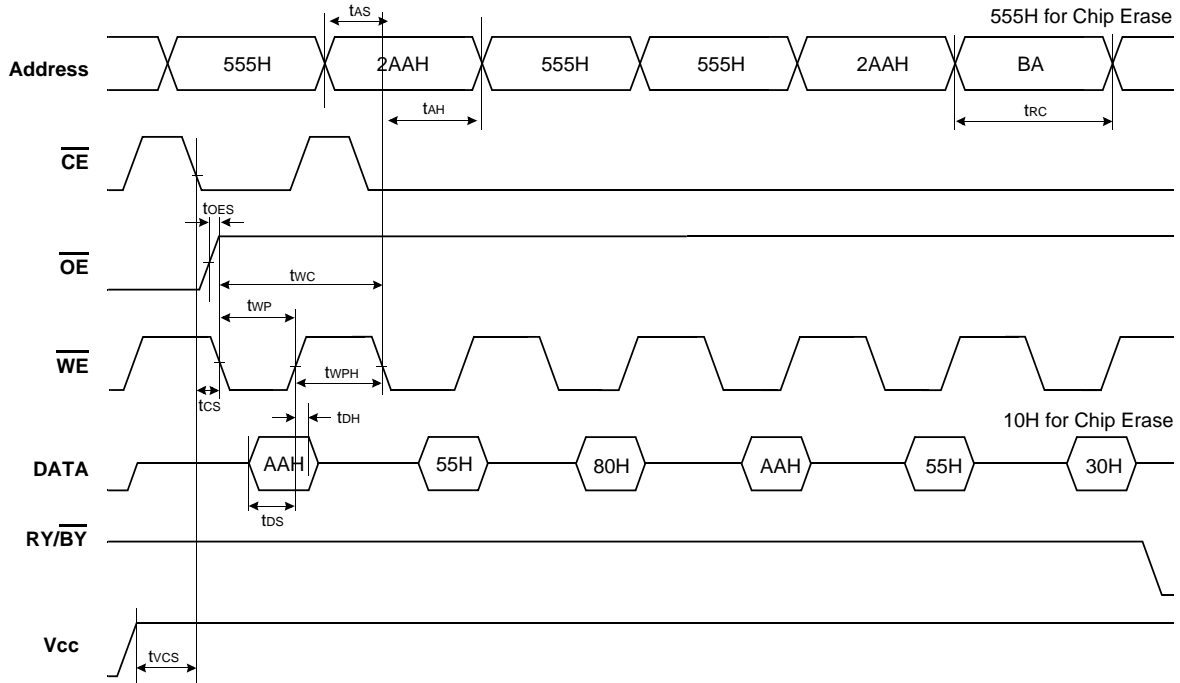 tAS
555H for Chip Erase
Address 555H 2AAH 555H 555H 2AAH BA
tAH tRC
CE
tOES
OE
tWC
tWP
WE
tWPH
tCS
tDH
10H for Chip Erase
DATA AAH 55H 80H AAH 55H 30H
tDS
RY/BY
Vcc
tVCS